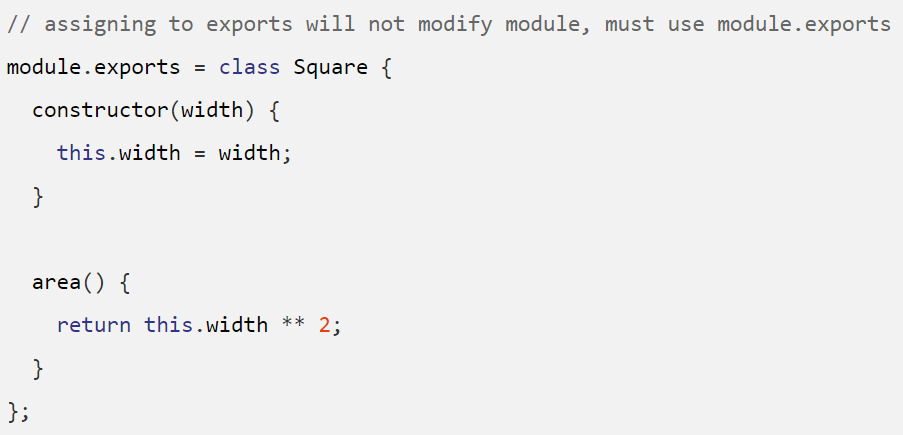 // assigning to exports will not modify module, must use module.exports
module.exports = class Square {
  constructor(width) {
    this.width = width;
  }

  area() {
    return this.width ** 2;
  }
};